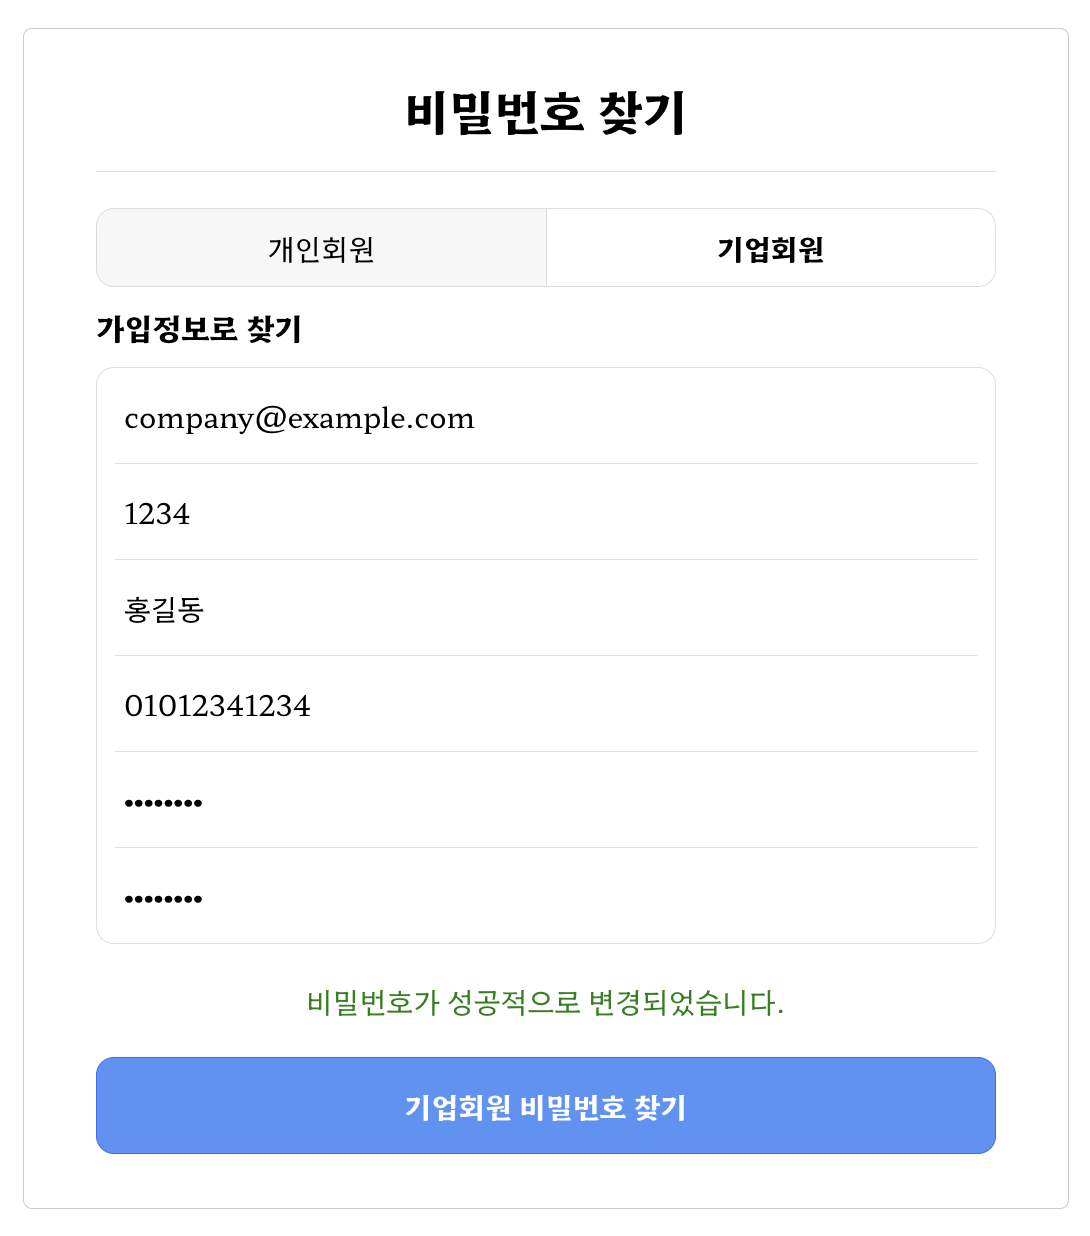 비밀번호 찾기
개인회원
기업회원
가입정보로 찾기
company@example.com
1234
홍길동
01012341234
••••••••
••••••••
비밀번호가 성공적으로 변경되었습니다.
기업회원 비밀번호 찾기